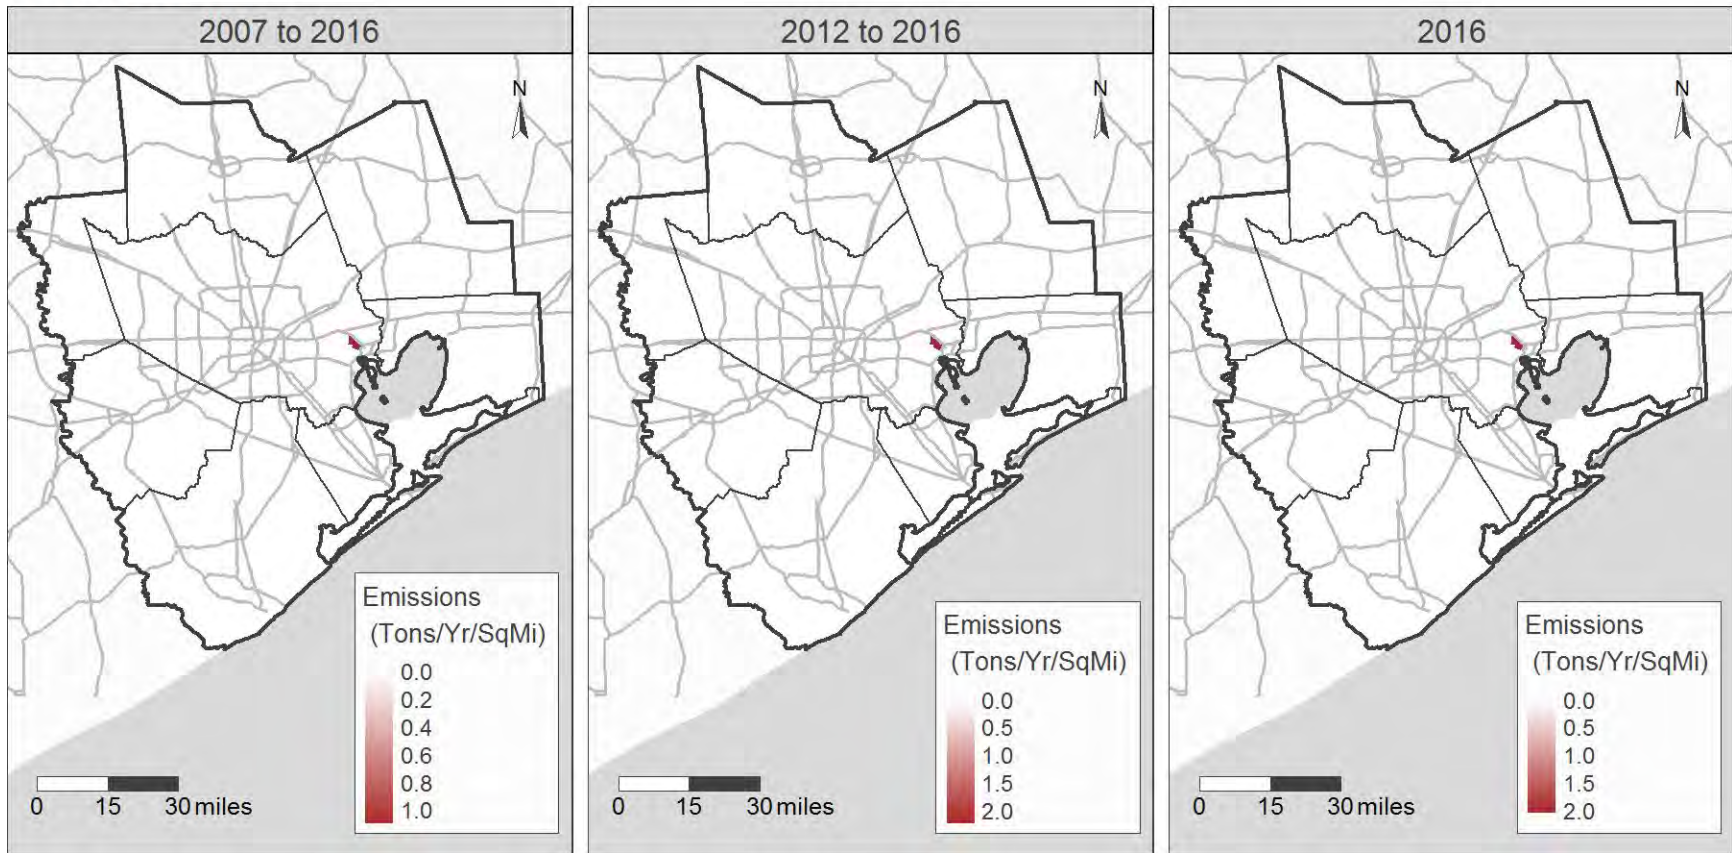 2007 to 2016
N
Emissions
(Tons/Yr/SqMi)
0.0
0.2
0.4
0.6
0.8
1.0
0 15 30 miles
2012 to 2016
N
Emissions
(Tons/Yr/SqMi)
0.0
0.5
1.0
1.5
2.0
0 15 30 miles
2016
N
Emissions
(Tons/Yr/SqMi)
0.0
0.5
1.0
1.5
2.0
0 15 30 miles